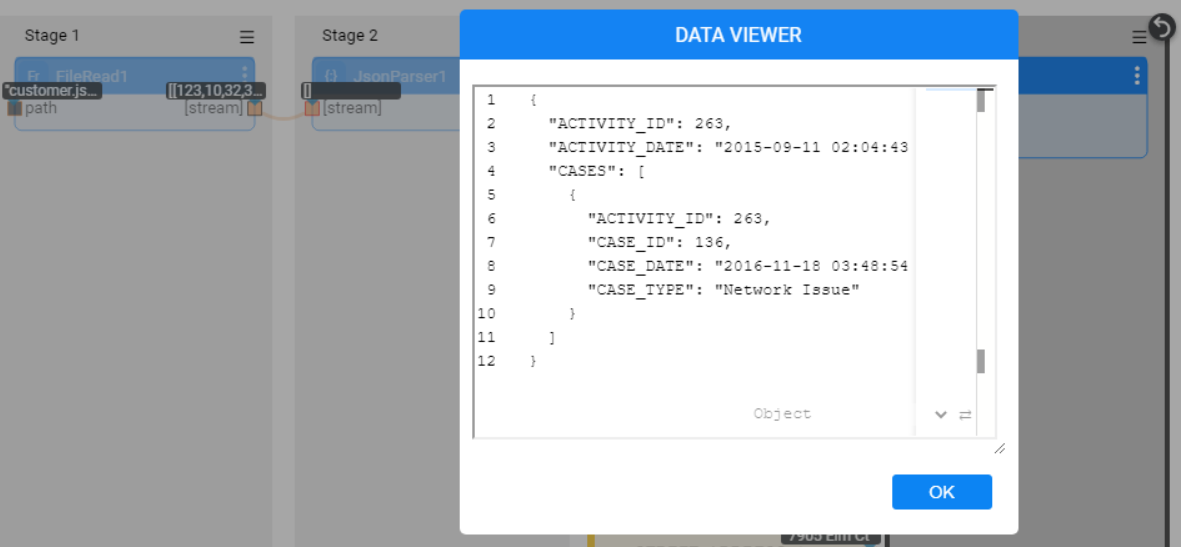 Stage 1
Stage 2
DATA VIEWER
Fr FileRead1
{} JsonParser1
"customer.js...
[[123,10,32,3...
[]
path
[stream]
[stream]
1 {
2 "ACTIVITY_ID": 263,
3 "ACTIVITY_DATE": "2015-09-11 02:04:43
4 "CASES": [
5 {
6 "ACTIVITY_ID": 263,
7 "CASE_ID": 136,
8 "CASE_DATE": "2016-11-18 03:48:54
9 "CASE_TYPE": "Network Issue"
10 }
11 ]
12 }
Object
OK
7905 Elm Ct